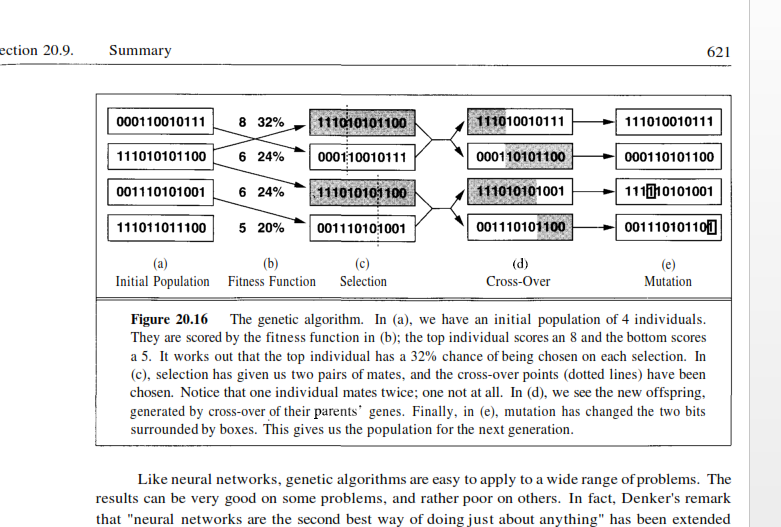 ection 20.9. Summary 621
000110010111 8 32% 111010101100 111010010111 111010010111
111010101100 6 24% 000110010111 000110101100 000110101100
001110101001 6 24% 111010101100 111010101001 111110101001
111011011100 5 20% 001110101001 001110101100 001110101101
(a) (b) (c) (d) (e)
Initial Population Fitness Function Selection Cross-Over Mutation
Figure 20.16 The genetic algorithm. In (a), we have an initial population of 4 individuals.
They are scored by the fitness function in (b); the top individual scores an 8 and the bottom scores
a 5. It works out that the top individual has a 32% chance of being chosen on each selection. In
(c), selection has given us two pairs of mates, and the cross-over points (dotted lines) have been
chosen. Notice that one individual mates twice; one not at all. In (d), we see the new offspring,
generated by cross-over of their parents' genes. Finally, in (e), mutation has changed the two bits
surrounded by boxes. This gives us the population for the next generation.
Like neural networks, genetic algorithms are easy to apply to a wide range of problems. The
results can be very good on some problems, and rather poor on others. In fact, Denker's remark
that "neural networks are the second best way of doing just about anything" has been extended